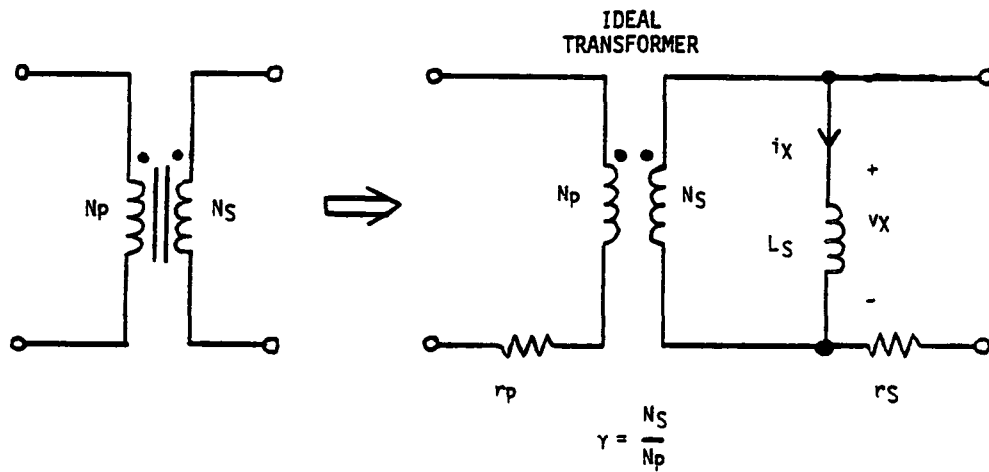 IDEAL
TRANSFORMER
NP
NS
NP
NS
iX
+
vX
LS
-
rP
rS
γ = NS
NP